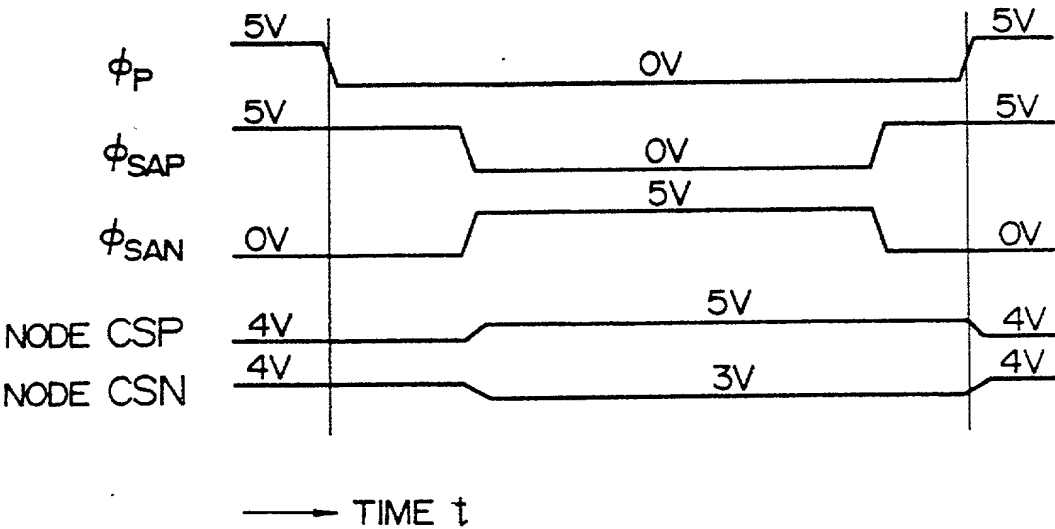 5V 5V
ϕP 0V
5V 5V
ϕSAP 0V
5V
ϕSAN 0V 0V
5V
NODE CSP 4V 4V
4V 4V
NODE CSN 3V
TIME t